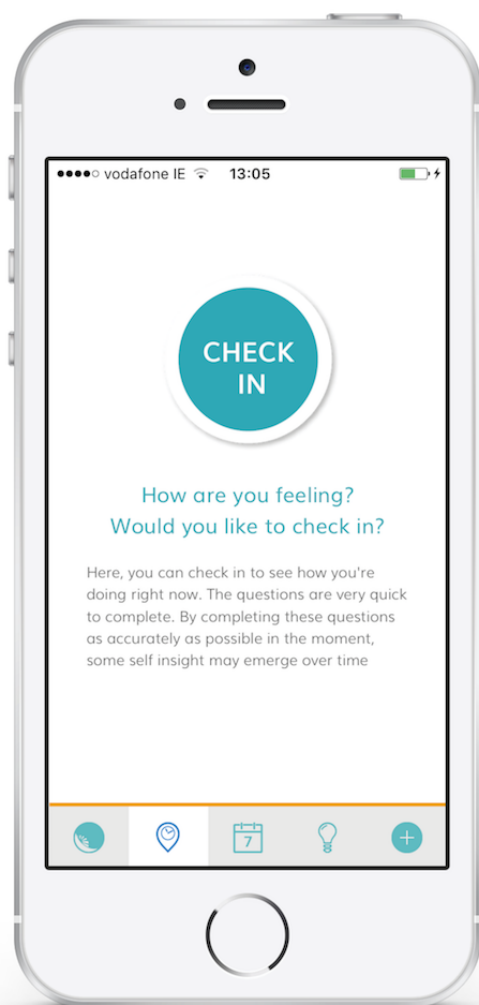 vodafone IE 13:05
CHECK
IN
How are you feeling?
Would you like to check in?
Here, you can check in to see how you're
doing right now. The questions are very quick
to complete. By completing these questions
as accurately as possible in the moment,
some self insight may emerge over time
7